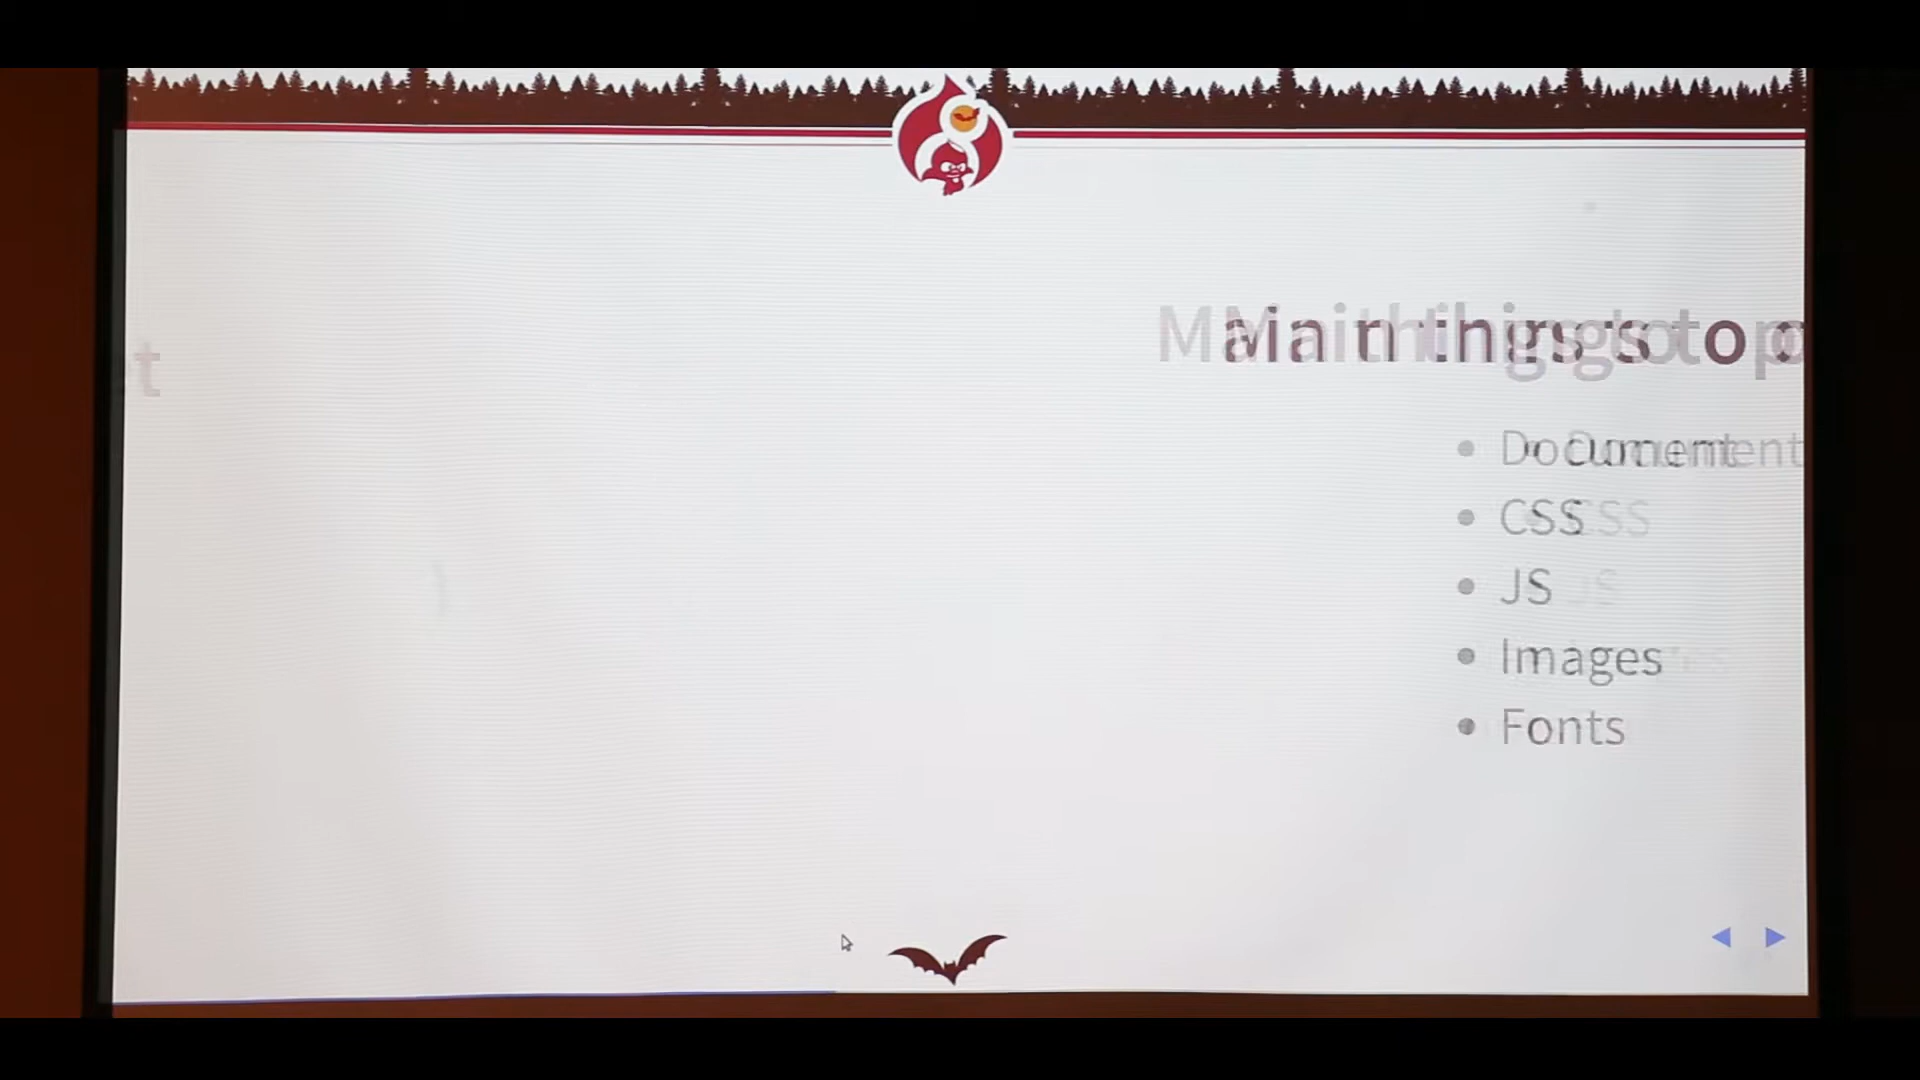 Main things to
t
Document
CSS
JS
Images
Fonts